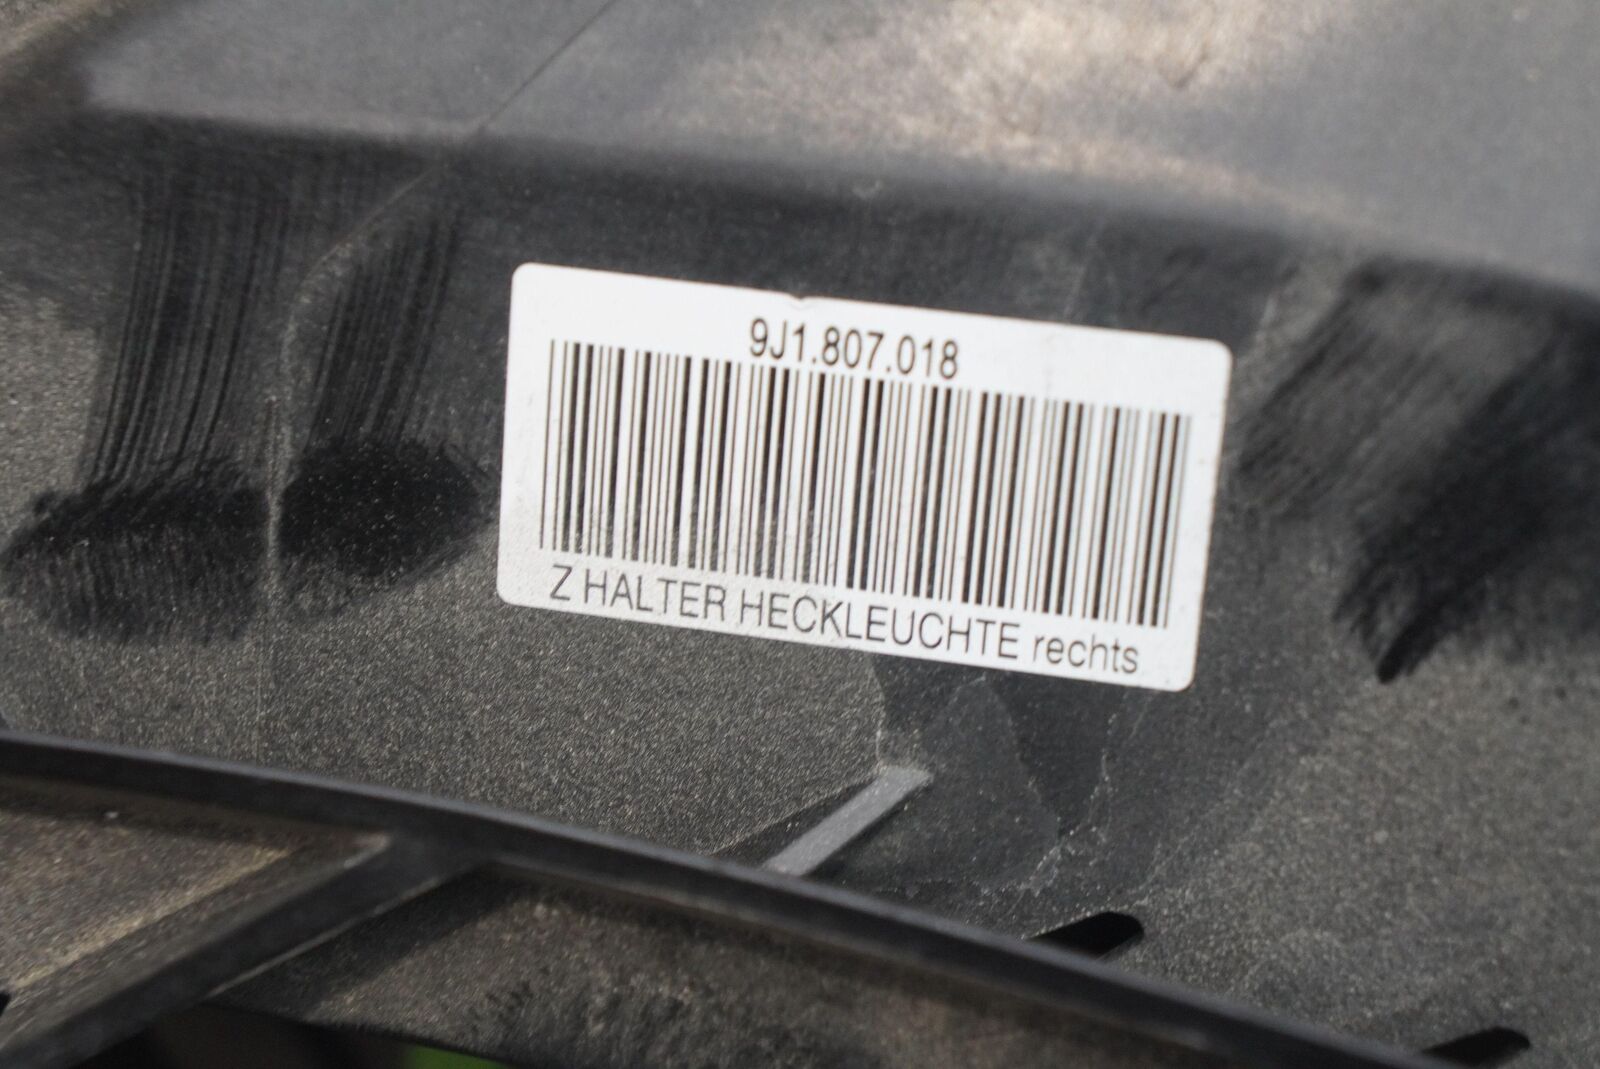 9J1.807.018
Z HALTER HECKLEUCHTE rechts